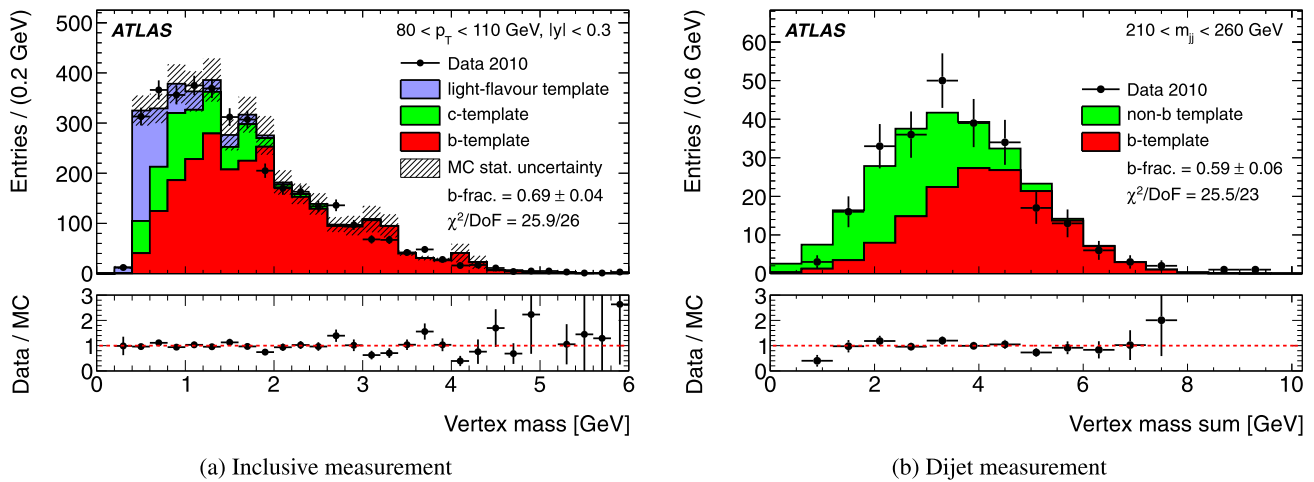 ATLAS
80 < p_T < 110 GeV, |y| < 0.3
Entries / (0.2 GeV)
500
400
300
200
100
0
Data 2010
light-flavour template
c-template
b-template
MC stat. uncertainty
b-frac. = 0.69 ± 0.04
χ²/DoF = 25.9/26
Data / MC
3
2
1
0
0 1 2 3 4 5 6
Vertex mass [GeV]
(a) Inclusive measurement
ATLAS
210 < m_jj < 260 GeV
Entries / (0.6 GeV)
60
50
40
30
20
10
0
Data 2010
non-b template
b-template
b-frac. = 0.59 ± 0.06
χ²/DoF = 25.5/23
Data / MC
3
2
1
0
0 2 4 6 8 10
Vertex mass sum [GeV]
(b) Dijet measurement